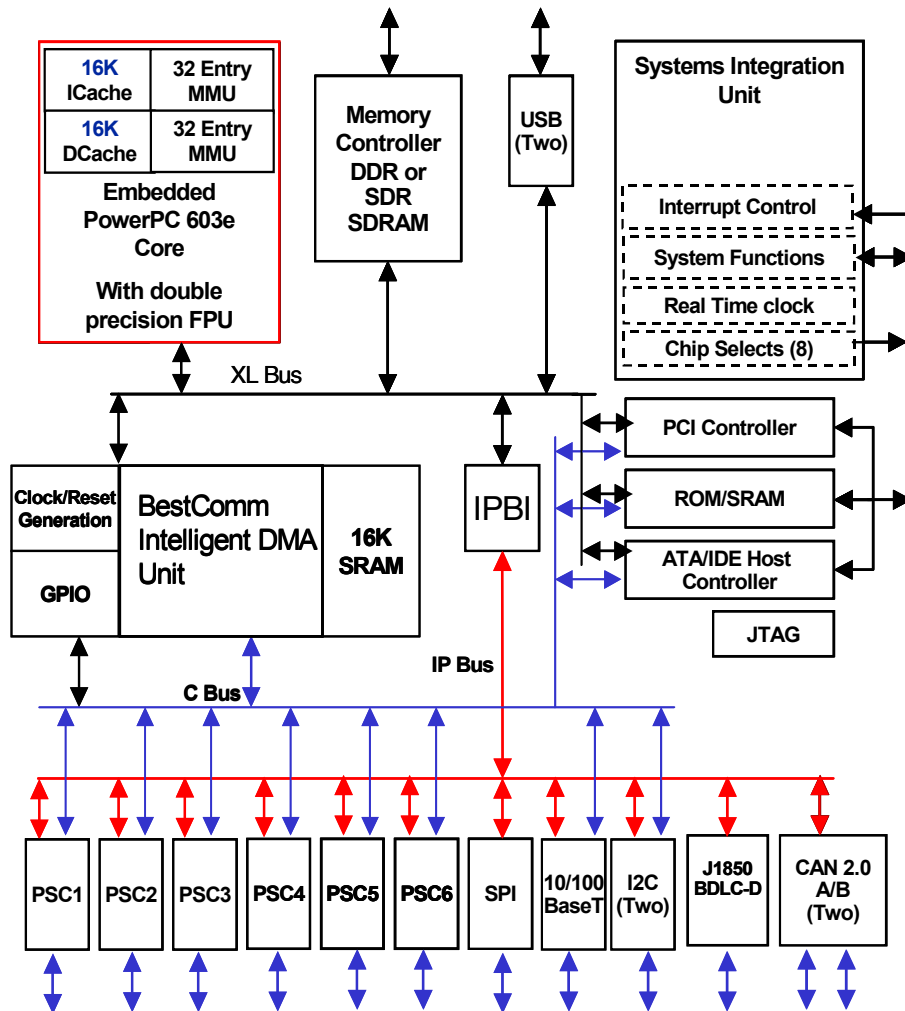 16K
ICache
32 Entry
MMU
16K
DCache
32 Entry
MMU
Embedded
PowerPC 603e
Core
With double
precision FPU
Memory
Controller
DDR or
SDR
SDRAM
USB
(Two)
Systems Integration
Unit
Interrupt Control
System Functions
Real Time clock
Chip Selects (8)
XL Bus
Clock/Reset
Generation
GPIO
BestComm
Intelligent DMA
Unit
16K
SRAM
IPBI
PCI Controller
ROM/SRAM
ATA/IDE Host
Controller
JTAG
IP Bus
C Bus
PSC1
PSC2
PSC3
PSC4
PSC5
PSC6
SPI
10/100
BaseT
I2C
(Two)
J1850
BDLC-D
CAN 2.0
A/B
(Two)